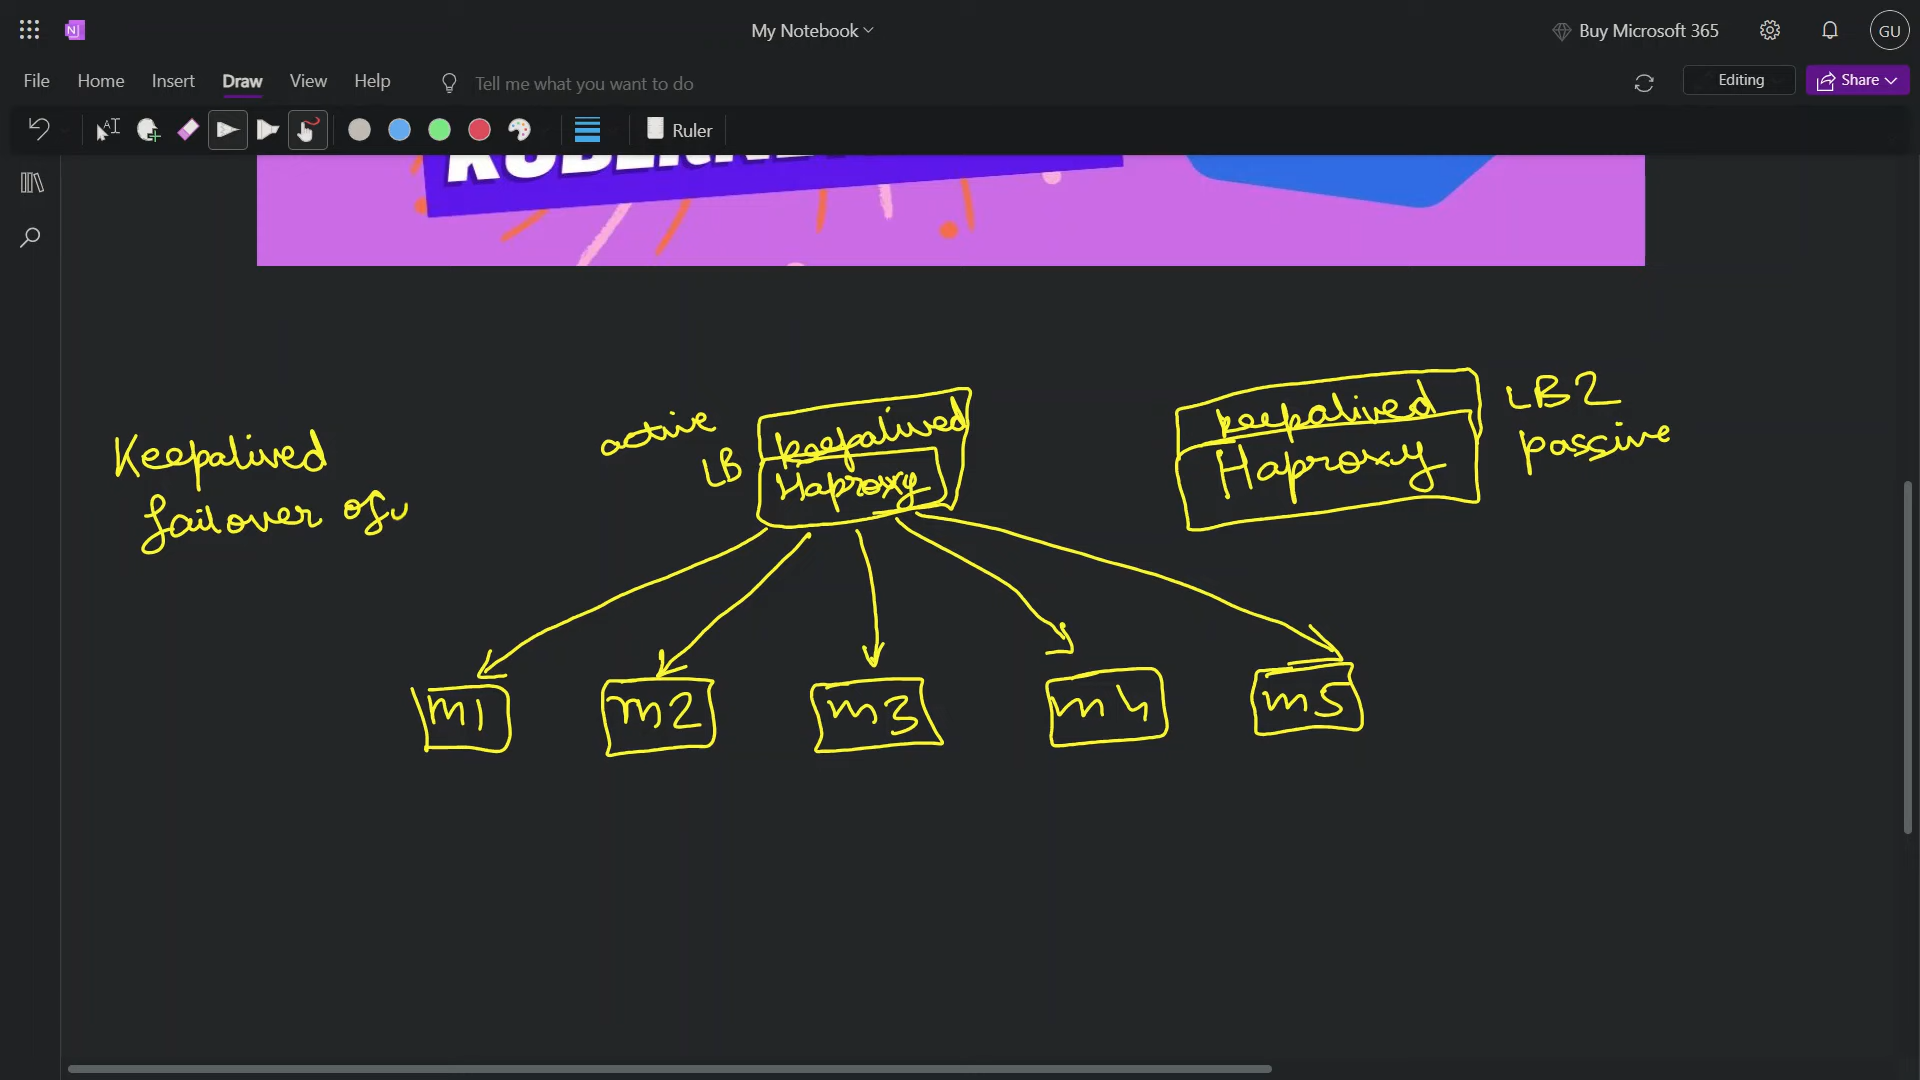 My Notebook
Buy Microsoft 365
GU
File Home Insert Draw View Help
Tell me what you want to do
Editing
Share
Ruler
Keepalived
failover of
active
LB
keepalived
Haproxy
keepalived
Haproxy
LB2
passive
m1
m2
m3
m4
m5